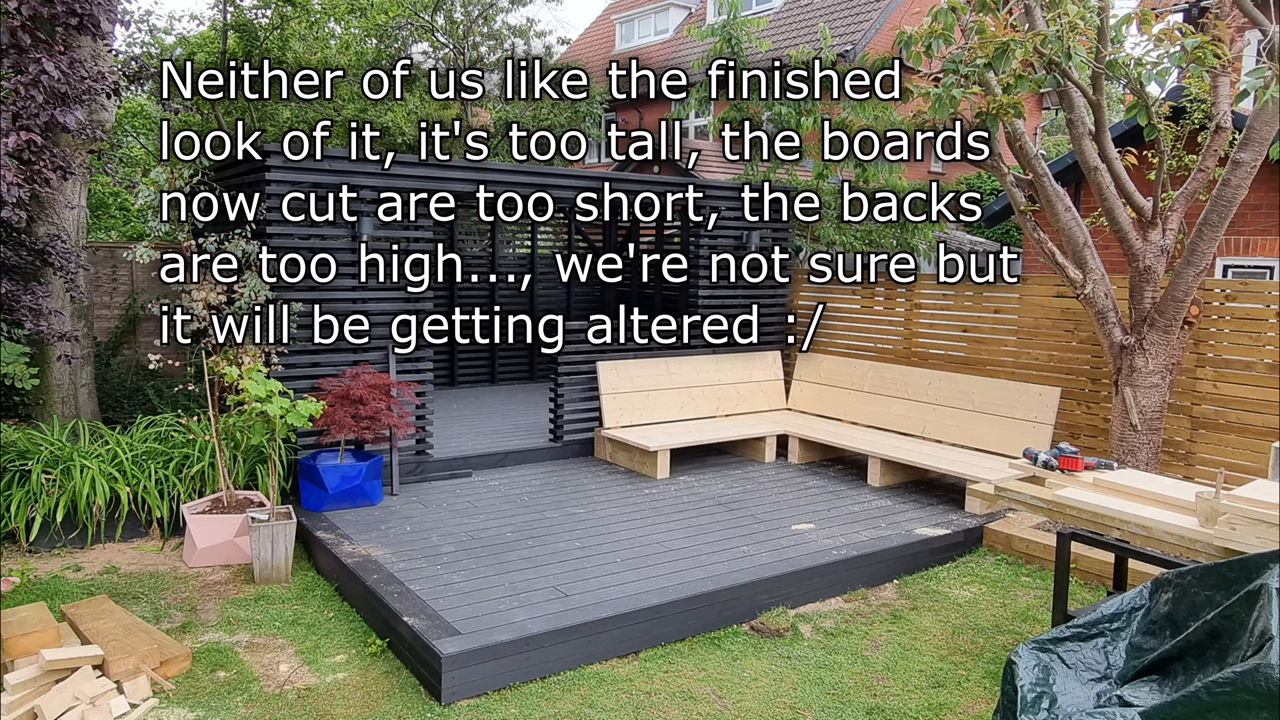 Neither of us like the finished
look of it, it's too tall, the boards
now cut are too short, the backs
are too high..., we're not sure but
it will be getting altered :/